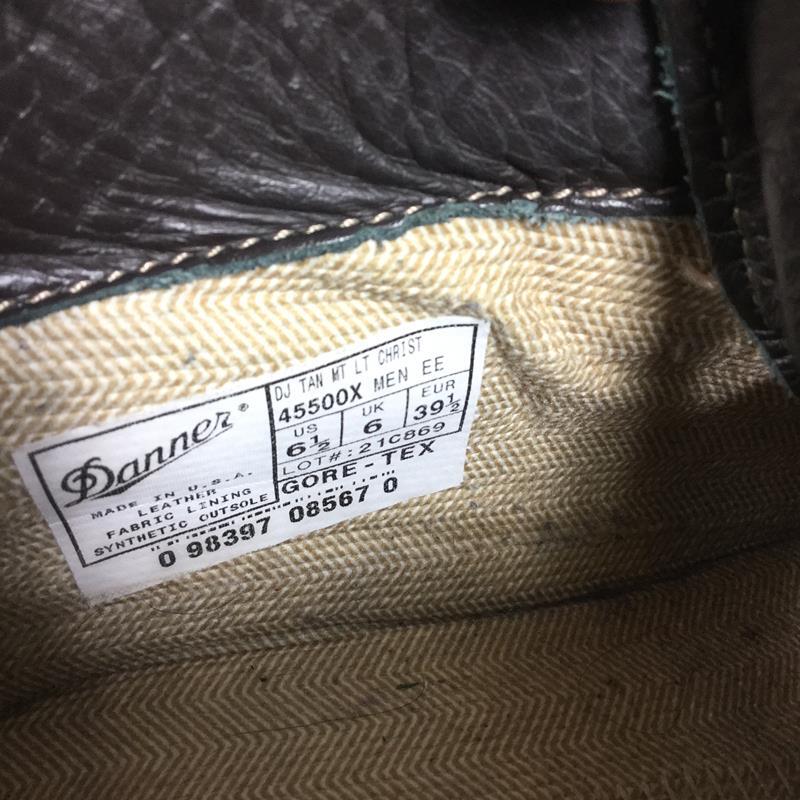 Danner®
MADE IN U.S.A.
LEATHER
FABRIC LINING
SYNTHETIC OUTSOLE
DJ TAN MT LT CHRIST
45500X MEN EE
US UK EUR
6½ 6 39½
LOT#:21C869
GORE-TEX
0 98397 08567 0